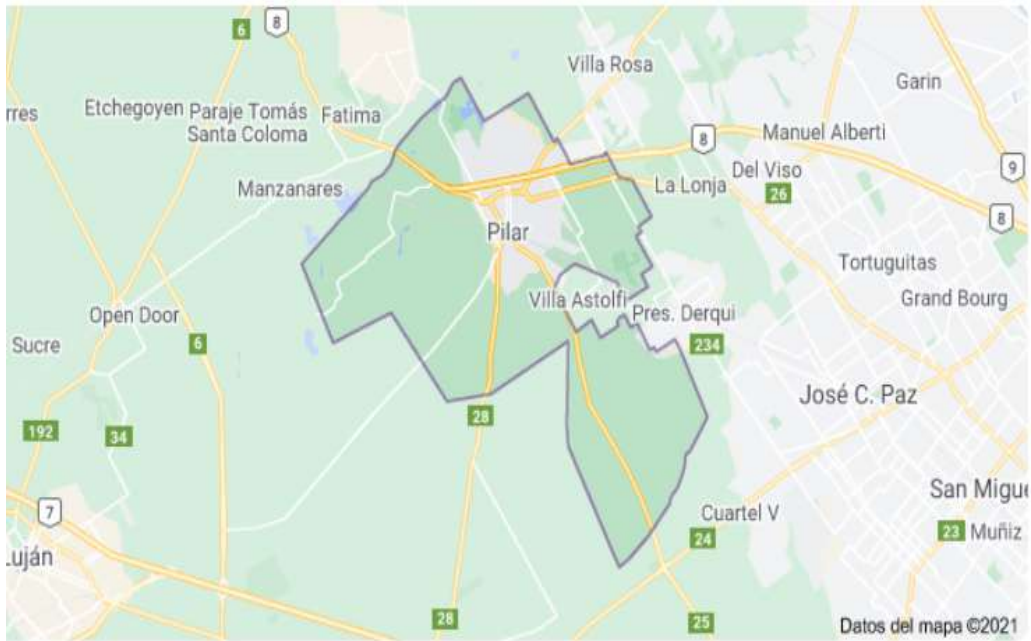 8
6
Villa Rosa
Garin
rres
Etchegoyen
Paraje Tomás
Santa Coloma
Fatima
8
Manuel Alberti
9
Manzanares
La Lonja
Del Viso
26
8
Pilar
Tortuguitas
Villa Astolfi
Grand Bourg
Open Door
Pres. Derqui
Sucre
6
234
José C. Paz
28
192
34
San Migue
7
Cuartel V
24
23
Muñiz
Luján
28
25
Datos del mapa ©2021